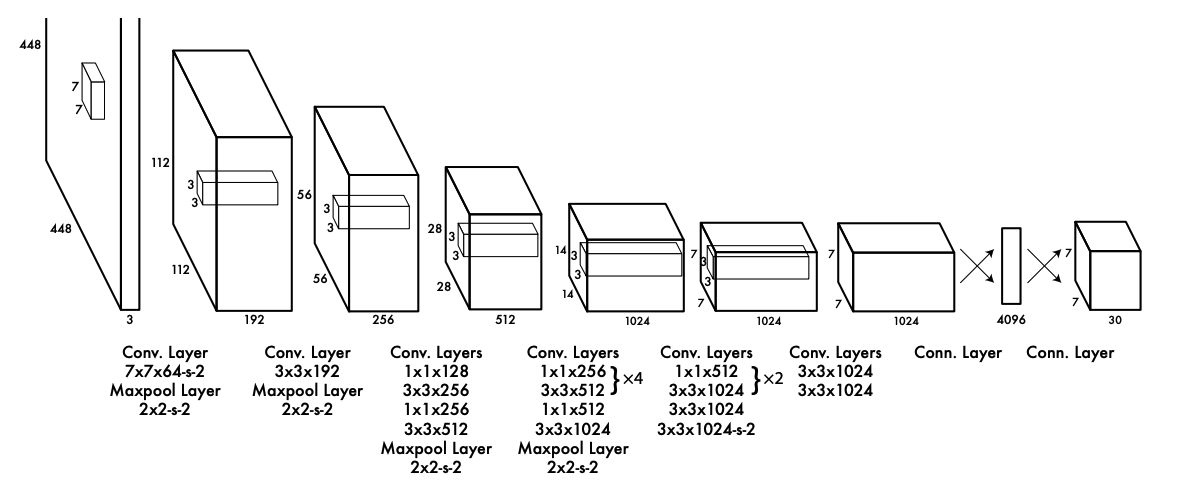 448
7
7
448
3
112
3
3
112
192
56
3
3
56
256
28
3
3
28
512
14
3
3
14
1024
7
3
3
7
1024
7
7
1024
4096
7
7
30
Conv. Layer
7x7x64-s-2
Maxpool Layer
2x2-s-2
Conv. Layer
3x3x192
Maxpool Layer
2x2-s-2
Conv. Layers
1x1x128
3x3x256
1x1x256
3x3x512
Maxpool Layer
2x2-s-2
Conv. Layers
1x1x256
3x3x512
}×4
1x1x512
3x3x1024
Maxpool Layer
2x2-s-2
Conv. Layers
1x1x512
3x3x1024
}×2
3x3x1024
3x3x1024-s-2
Conv. Layers
3x3x1024
3x3x1024
Conn. Layer
Conn. Layer